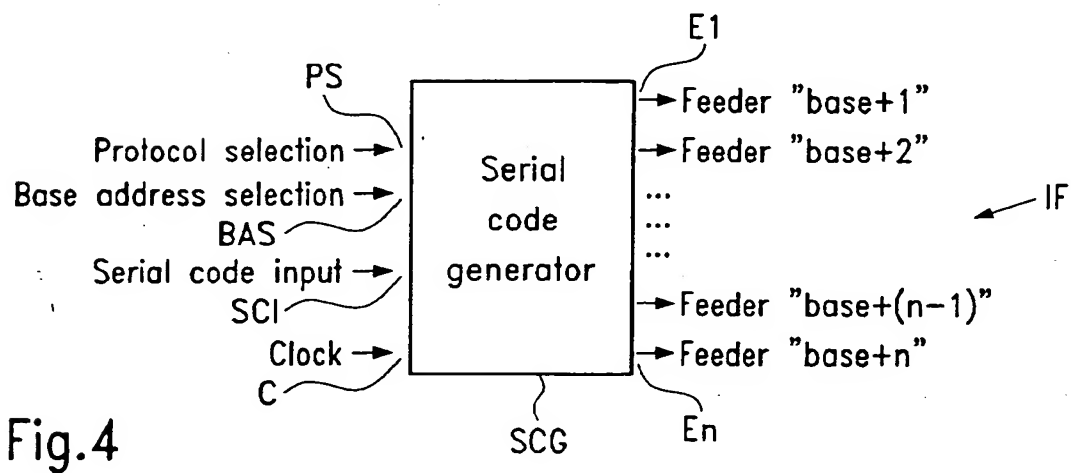 E1
PS
Feeder "base+1"
Protocol selection
Feeder "base+2"
Base address selection
Serial code generator
...
IF
BAS
...
Serial code input
...
SCI
Feeder "base+(n-1)"
Clock
Feeder "base+n"
C
SCG
En
Fig.4